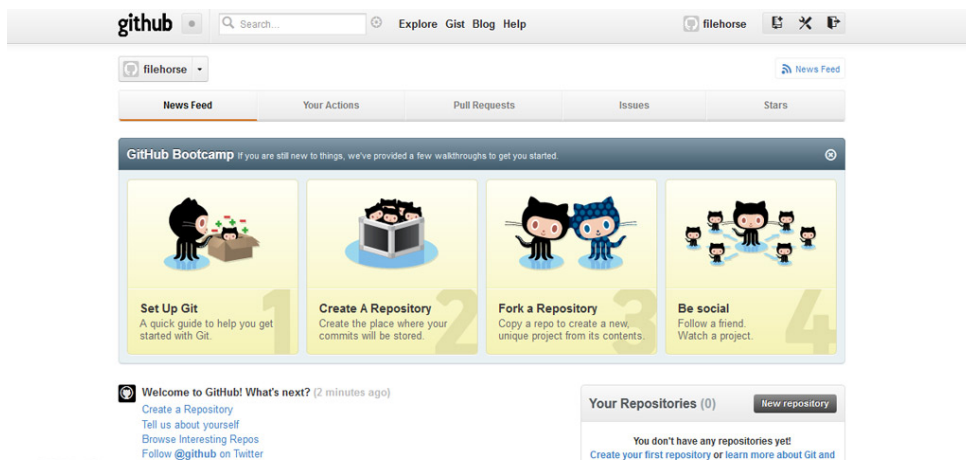 github Search... Explore Gist Blog Help filehorse
filehorse News Feed
News Feed Your Actions Pull Requests Issues Stars
GitHub Bootcamp If you are still new to things, we've provided a few walkthroughs to get you started.
1 2 3 4
Set Up Git
A quick guide to help you get
started with Git.
Create A Repository
Create the place where your
commits will be stored.
Fork a Repository
Copy a repo to create a new,
unique project from its contents.
Be social
Follow a friend.
Watch a project.
Welcome to GitHub! What's next? (2 minutes ago)
Create a Repository
Tell us about yourself
Browse Interesting Repos
Follow @github on Twitter
Your Repositories (0) New repository
You don't have any repositories yet!
Create your first repository or learn more about Git and